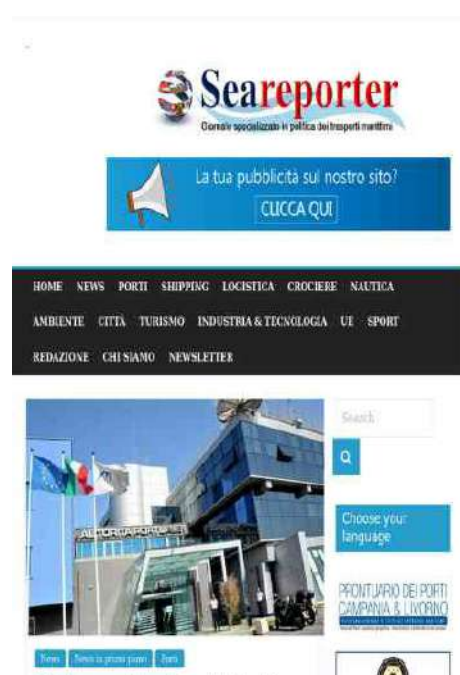 Seareporter
Giornale specializzato in politica dei trasporti marittimi
La tua pubblicità sul nostro sito?
CLICCA QUI
HOME NEWS PORTI SHIPPING LOGISTICA CROCIERE NAUTICA
AMBIENTE CITTÀ TURISMO INDUSTRIA & TECNOLOGIA UE SPORT
REDAZIONE CHI SIAMO NEWSLETTER
Search
Choose your
language
PRONTUARIO DEI PORTI
CAMPANIA & LIVORNO
News News in primo piano Porti